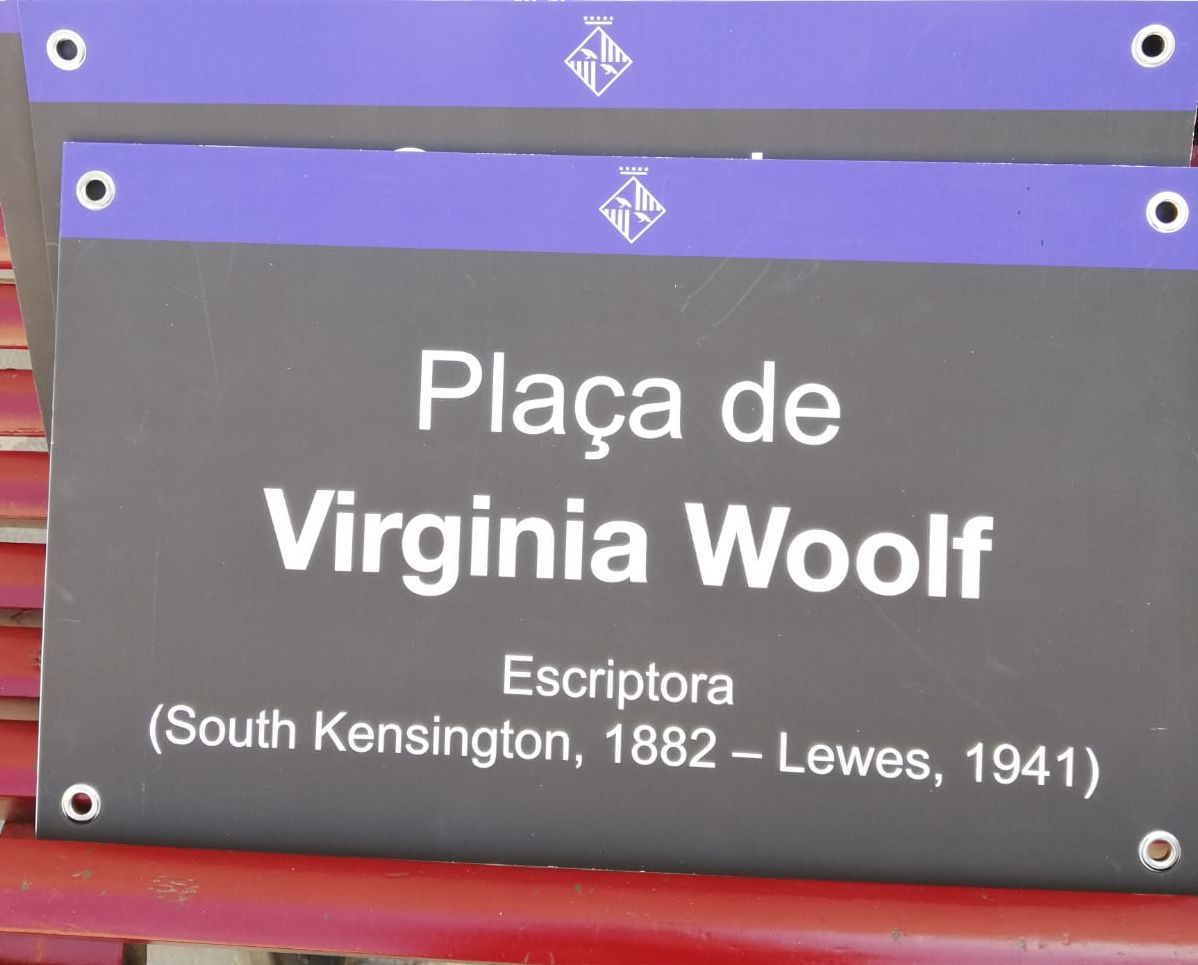 Plaça de
Virginia Woolf
Escriptora
(South Kensington, 1882 – Lewes, 1941)